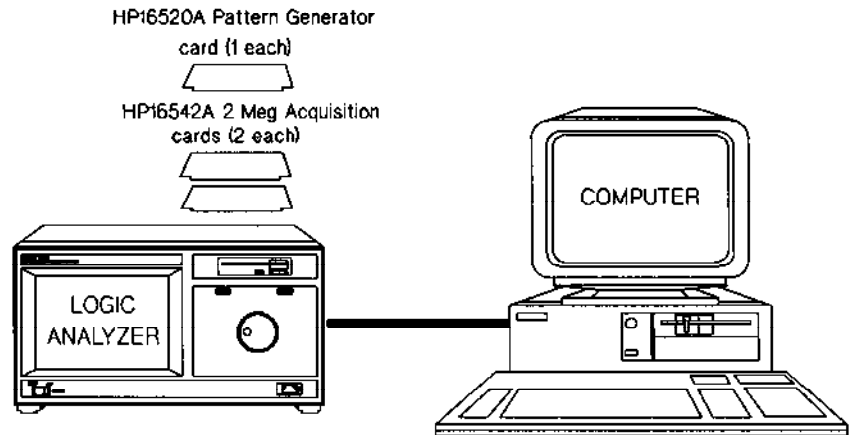 HP16520A Pattern Generator
card (1 each)
HP16542A 2 Meg Acquisition
cards (2 each)
LOGIC
ANALYZER
COMPUTER